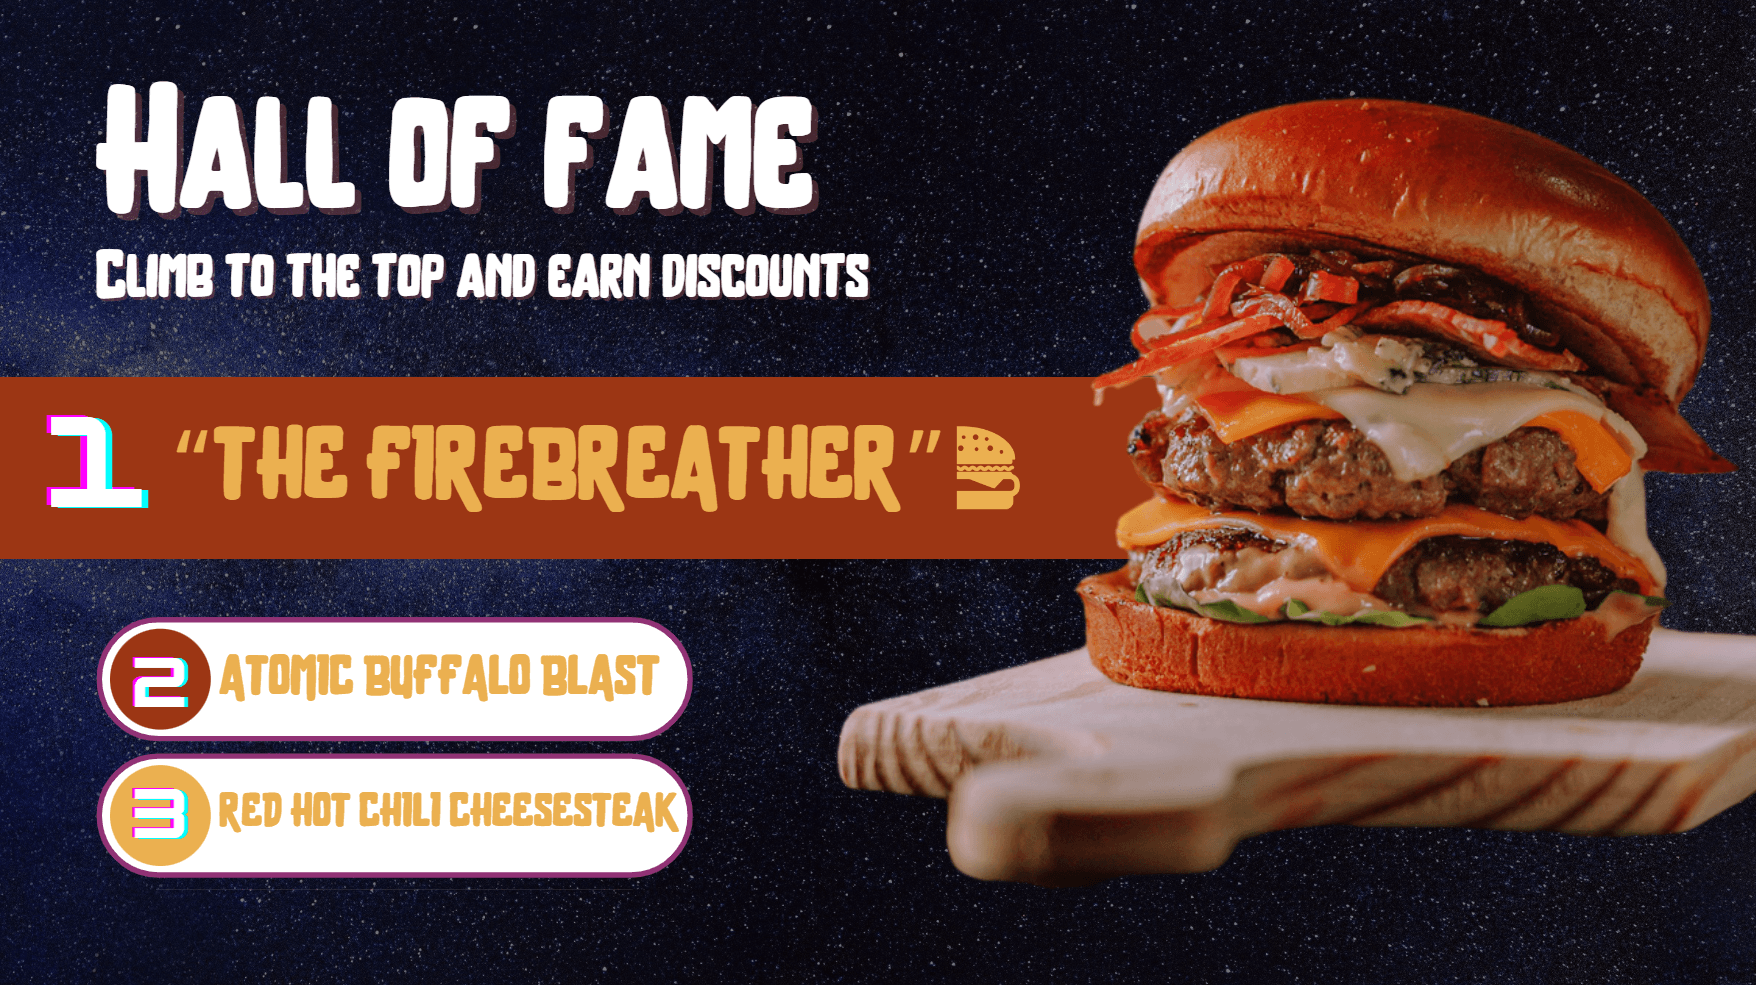 Hall of Fame
Climb to the top and earn discounts
1 "The Firebreather"
2 Atomic Buffalo Blast
3 Red Hot Chili Cheesesteak